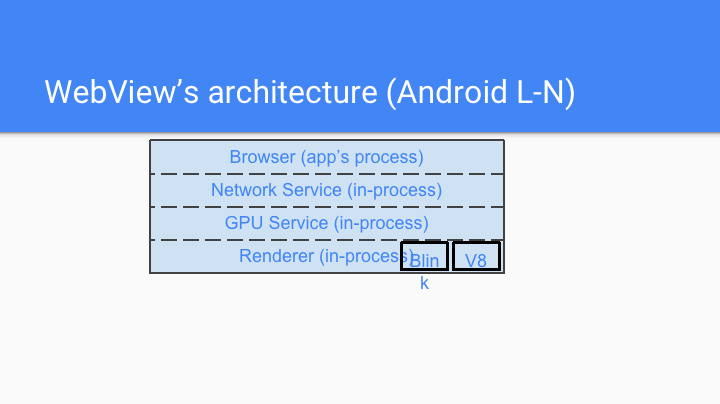 WebView’s architecture (Android L-N)
Browser (app’s process)
Network Service (in-process)
GPU Service (in-process)
Renderer (in-process)
Blin
k
V8